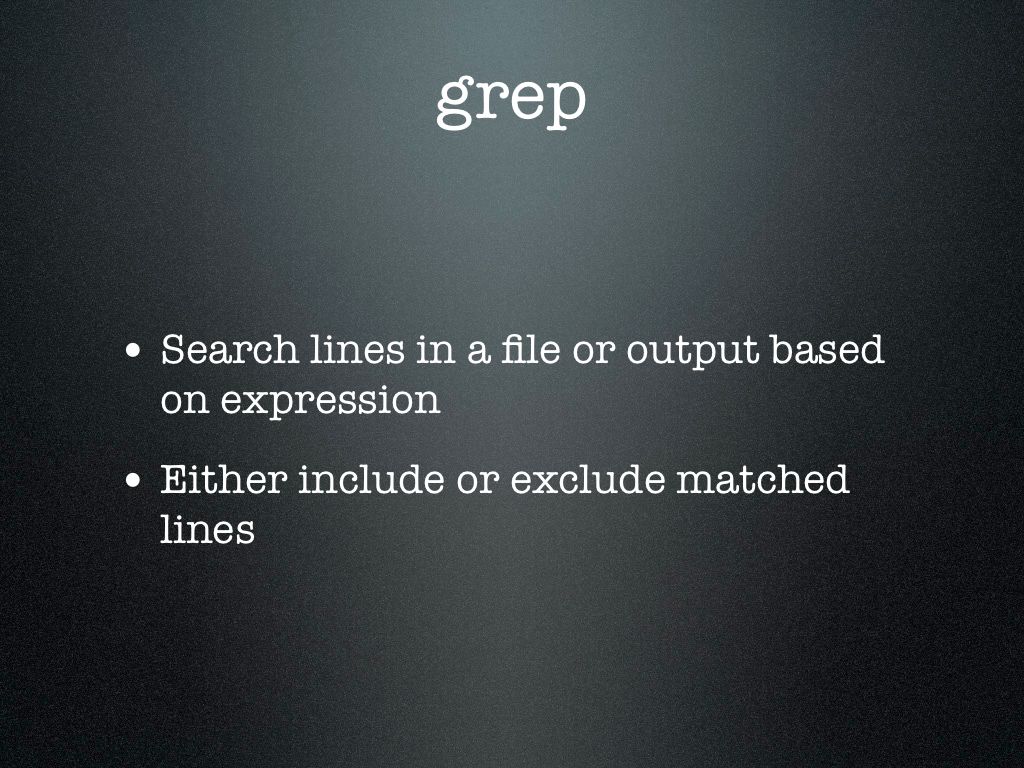 grep
• Search lines in a file or output based
on expression
• Either include or exclude matched
lines